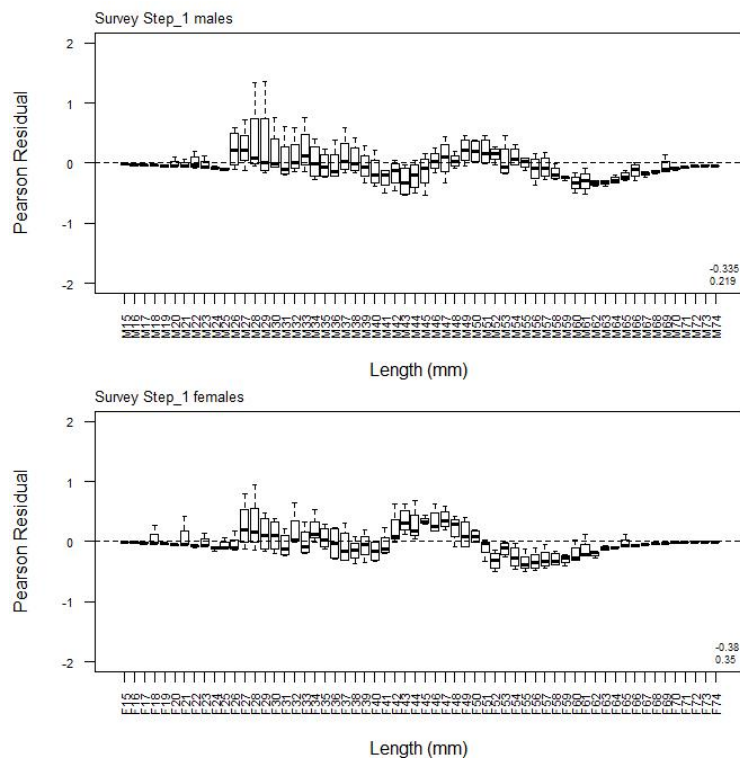 Survey Step_1 males
2
1
0
-1
-2
Pearson Residual
-0.335
0.219
M15 M16 M17 M18 M19 M20 M21 M22 M23 M24 M25 M26 M27 M28 M29 M30 M31 M32 M33 M34 M35 M36 M37 M38 M39 M40 M41 M42 M43 M44 M45 M46 M47 M48 M49 M50 M51 M52 M53 M54 M55 M56 M57 M58 M59 M60 M61 M62 M63 M64 M65 M66 M67 M68 M69 M70 M71 M72 M73 M74
Length (mm)
Survey Step_1 females
2
1
0
-1
-2
Pearson Residual
-0.38
0.35
F15 F16 F17 F18 F19 F20 F21 F22 F23 F24 F25 F26 F27 F28 F29 F30 F31 F32 F33 F34 F35 F36 F37 F38 F39 F40 F41 F42 F43 F44 F45 F46 F47 F48 F49 F50 F51 F52 F53 F54 F55 F56 F57 F58 F59 F60 F61 F62 F63 F64 F65 F66 F67 F68 F69 F70 F71 F72 F73 F74
Length (mm)